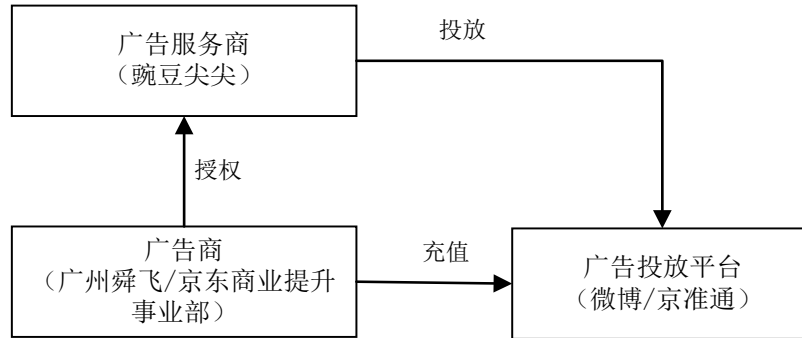 广告服务商
（豌豆尖尖）
投放
授权
广告商
（广州舜飞/京东商业提升
事业部）
充值
广告投放平台
（微博/京准通）